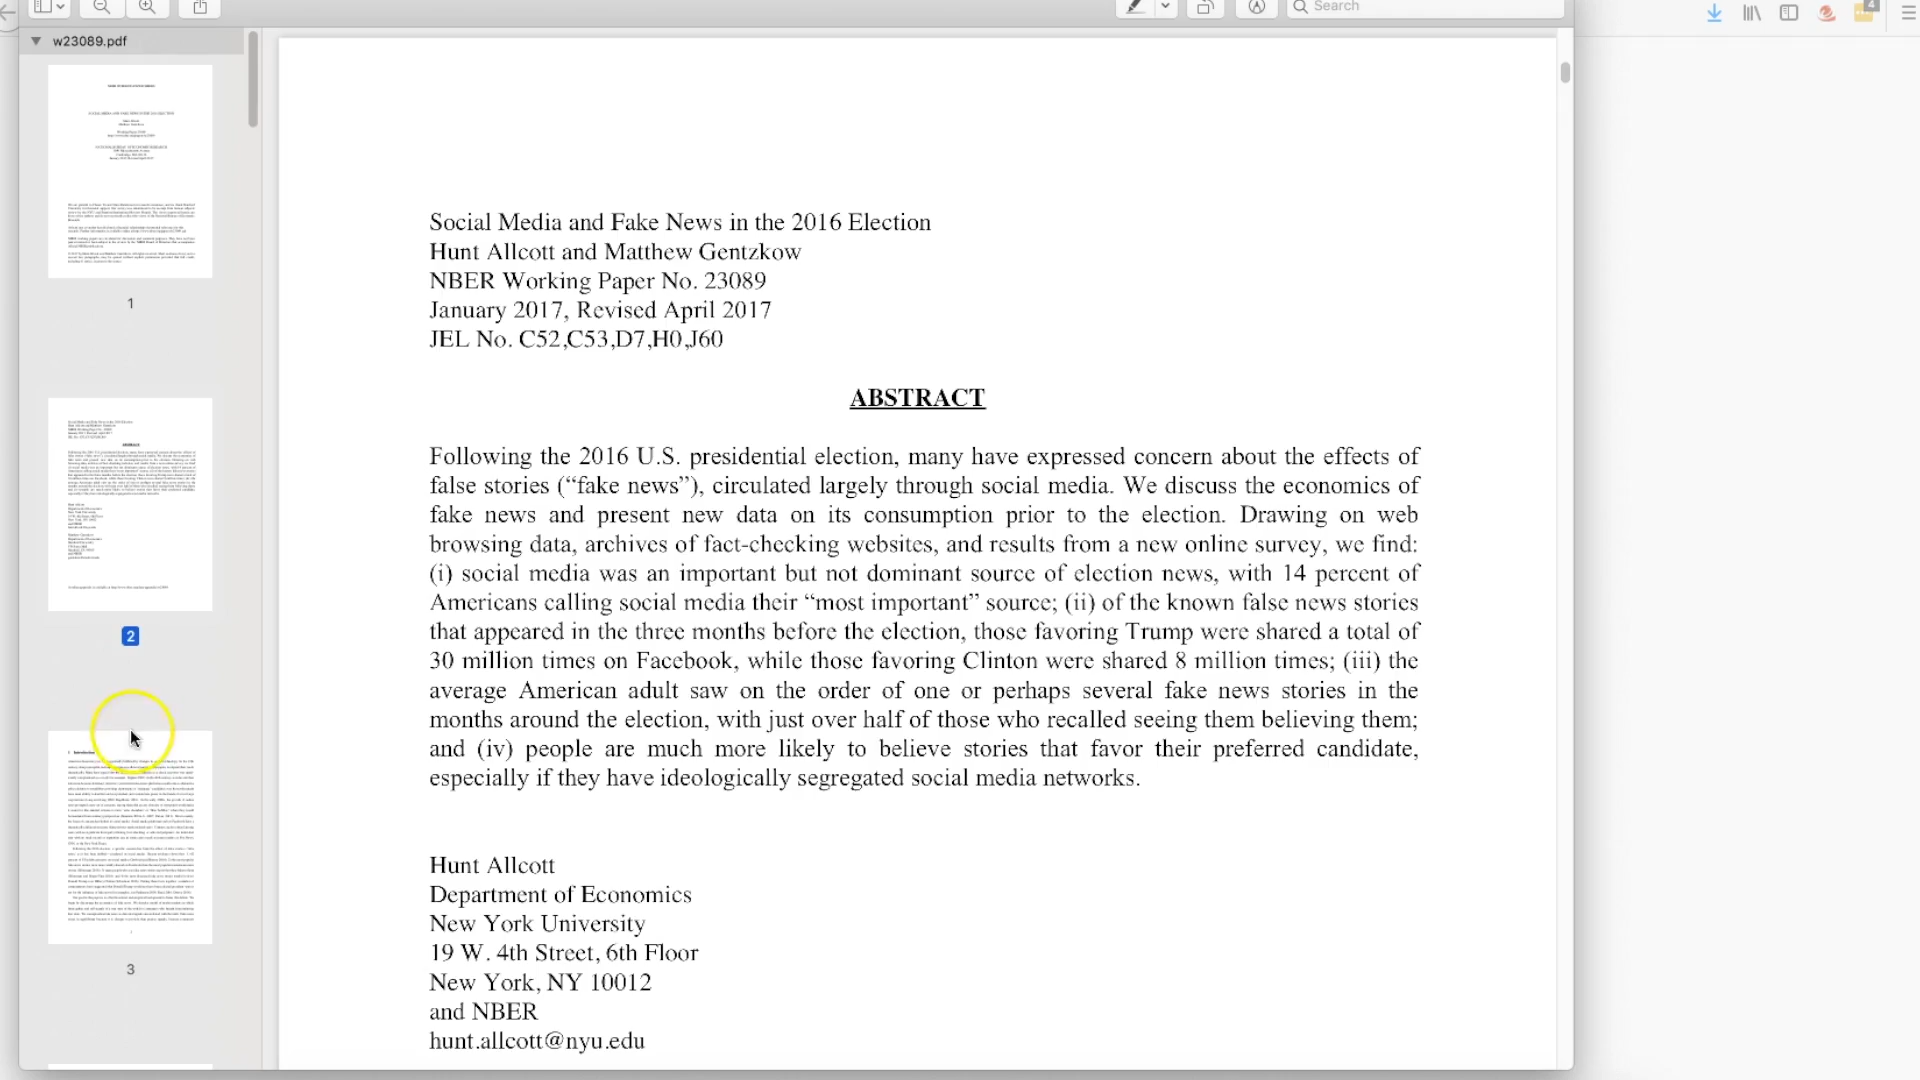 Search
4
w23089.pdf
1
2
3
Social Media and Fake News in the 2016 Election
Hunt Allcott and Matthew Gentzkow
NBER Working Paper No. 23089
January 2017, Revised April 2017
JEL No. C52,C53,D7,H0,J60
ABSTRACT
Following the 2016 U.S. presidential election, many have expressed concern about the effects of
false stories (“fake news”), circulated largely through social media. We discuss the economics of
fake news and present new data on its consumption prior to the election. Drawing on web
browsing data, archives of fact-checking websites, and results from a new online survey, we find:
(i) social media was an important but not dominant source of election news, with 14 percent of
Americans calling social media their “most important” source; (ii) of the known false news stories
that appeared in the three months before the election, those favoring Trump were shared a total of
30 million times on Facebook, while those favoring Clinton were shared 8 million times; (iii) the
average American adult saw on the order of one or perhaps several fake news stories in the
months around the election, with just over half of those who recalled seeing them believing them;
and (iv) people are much more likely to believe stories that favor their preferred candidate,
especially if they have ideologically segregated social media networks.
Hunt Allcott
Department of Economics
New York University
19 W. 4th Street, 6th Floor
New York, NY 10012
and NBER
hunt.allcott@nyu.edu